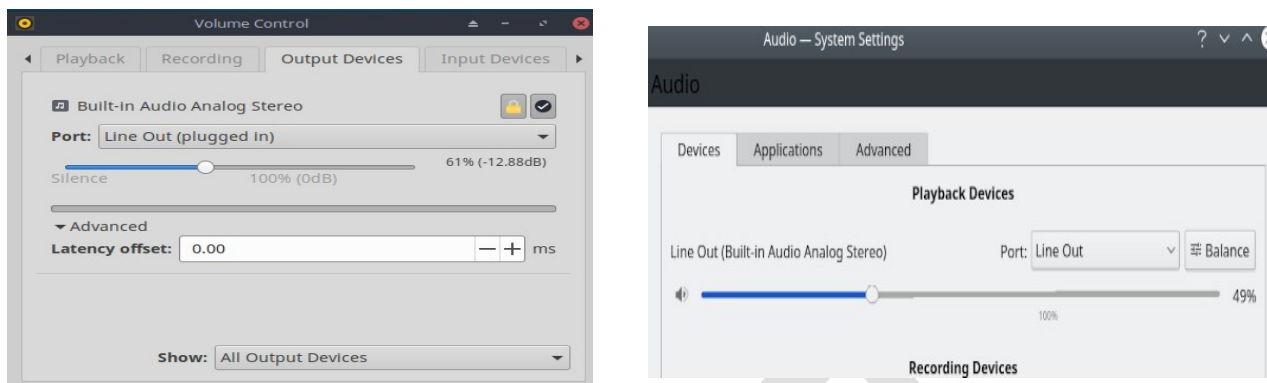 Volume Control
Playback Recording Output Devices Input Devices
Built-in Audio Analog Stereo
Port: Line Out (plugged in)
61% (-12.88dB)
Silence 100% (0dB)
Advanced
Latency offset: 0.00 ms
Show: All Output Devices
Audio — System Settings
Audio
Devices Applications Advanced
Playback Devices
Line Out (Built-in Audio Analog Stereo) Port: Line Out Balance
49%
100%
Recording Devices